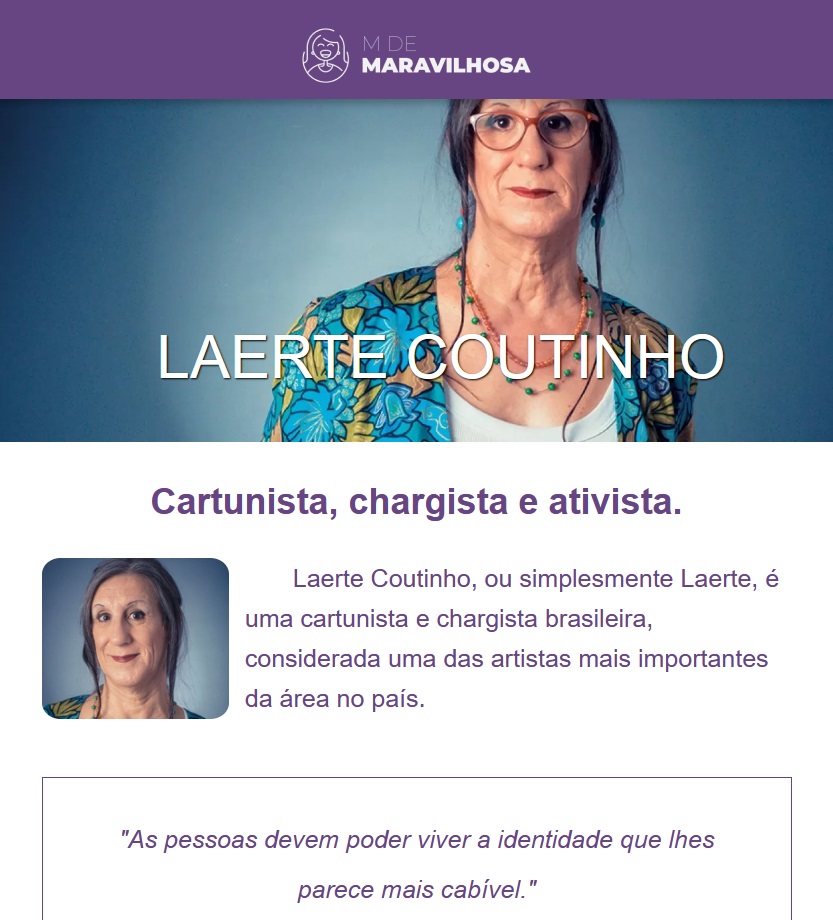 M DE
MARAVILHOSA
LAERTE COUTINHO
Cartunista, chargista e ativista.
Laerte Coutinho, ou simplesmente Laerte, é
uma cartunista e chargista brasileira,
considerada uma das artistas mais importantes
da área no país.
"As pessoas devem poder viver a identidade que lhes
parece mais cabível."